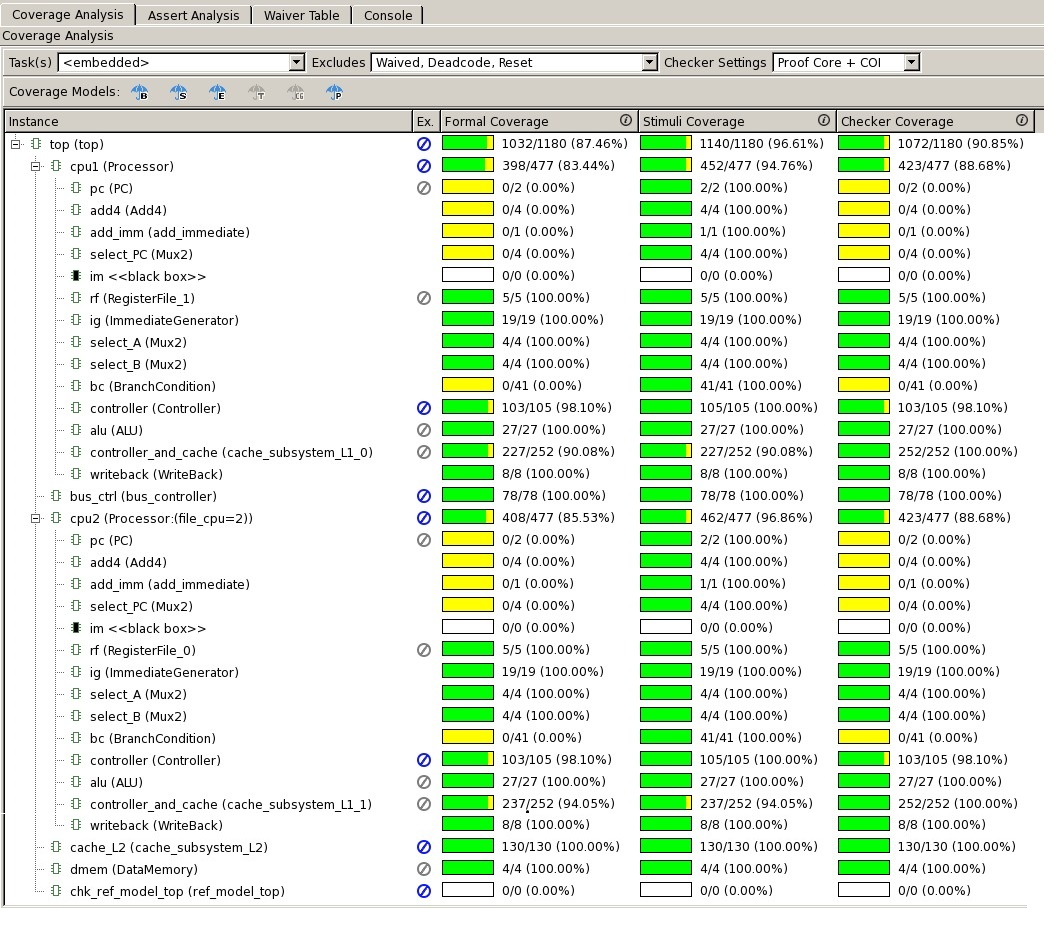 Coverage Analysis Assert Analysis Waiver Table Console
Coverage Analysis
Task(s) <embedded> Excludes Waived, Deadcode, Reset Checker Settings Proof Core + COI
Coverage Models: B S E T CG P
Instance Ex. Formal Coverage Stimuli Coverage Checker Coverage
top (top) 1032/1180 (87.46%) 1140/1180 (96.61%) 1072/1180 (90.85%)
cpu1 (Processor) 398/477 (83.44%) 452/477 (94.76%) 423/477 (88.68%)
pc (PC) 0/2 (0.00%) 2/2 (100.00%) 0/2 (0.00%)
add4 (Add4) 0/4 (0.00%) 4/4 (100.00%) 0/4 (0.00%)
add_imm (add_immediate) 0/1 (0.00%) 1/1 (100.00%) 0/1 (0.00%)
select_PC (Mux2) 0/4 (0.00%) 4/4 (100.00%) 0/4 (0.00%)
im <<black box>> 0/0 (0.00%) 0/0 (0.00%) 0/0 (0.00%)
rf (RegisterFile_1) 5/5 (100.00%) 5/5 (100.00%) 5/5 (100.00%)
ig (ImmediateGenerator) 19/19 (100.00%) 19/19 (100.00%) 19/19 (100.00%)
select_A (Mux2) 4/4 (100.00%) 4/4 (100.00%) 4/4 (100.00%)
select_B (Mux2) 4/4 (100.00%) 4/4 (100.00%) 4/4 (100.00%)
bc (BranchCondition) 0/41 (0.00%) 41/41 (100.00%) 0/41 (0.00%)
controller (Controller) 103/105 (98.10%) 105/105 (100.00%) 103/105 (98.10%)
alu (ALU) 27/27 (100.00%) 27/27 (100.00%) 27/27 (100.00%)
controller_and_cache (cache_subsystem_L1_0) 227/252 (90.08%) 227/252 (90.08%) 252/252 (100.00%)
writeback (WriteBack) 8/8 (100.00%) 8/8 (100.00%) 8/8 (100.00%)
bus_ctrl (bus_controller) 78/78 (100.00%) 78/78 (100.00%) 78/78 (100.00%)
cpu2 (Processor:(file_cpu=2)) 408/477 (85.53%) 462/477 (96.86%) 423/477 (88.68%)
pc (PC) 0/2 (0.00%) 2/2 (100.00%) 0/2 (0.00%)
add4 (Add4) 0/4 (0.00%) 4/4 (100.00%) 0/4 (0.00%)
add_imm (add_immediate) 0/1 (0.00%) 1/1 (100.00%) 0/1 (0.00%)
select_PC (Mux2) 0/4 (0.00%) 4/4 (100.00%) 0/4 (0.00%)
im <<black box>> 0/0 (0.00%) 0/0 (0.00%) 0/0 (0.00%)
rf (RegisterFile_0) 5/5 (100.00%) 5/5 (100.00%) 5/5 (100.00%)
ig (ImmediateGenerator) 19/19 (100.00%) 19/19 (100.00%) 19/19 (100.00%)
select_A (Mux2) 4/4 (100.00%) 4/4 (100.00%) 4/4 (100.00%)
select_B (Mux2) 4/4 (100.00%) 4/4 (100.00%) 4/4 (100.00%)
bc (BranchCondition) 0/41 (0.00%) 41/41 (100.00%) 0/41 (0.00%)
controller (Controller) 103/105 (98.10%) 105/105 (100.00%) 103/105 (98.10%)
alu (ALU) 27/27 (100.00%) 27/27 (100.00%) 27/27 (100.00%)
controller_and_cache (cache_subsystem_L1_1) 237/252 (94.05%) 237/252 (94.05%) 252/252 (100.00%)
writeback (WriteBack) 8/8 (100.00%) 8/8 (100.00%) 8/8 (100.00%)
cache_L2 (cache_subsystem_L2) 130/130 (100.00%) 130/130 (100.00%) 130/130 (100.00%)
dmem (DataMemory) 4/4 (100.00%) 4/4 (100.00%) 4/4 (100.00%)
chk_ref_model_top (ref_model_top) 0/0 (0.00%) 0/0 (0.00%) 0/0 (0.00%)